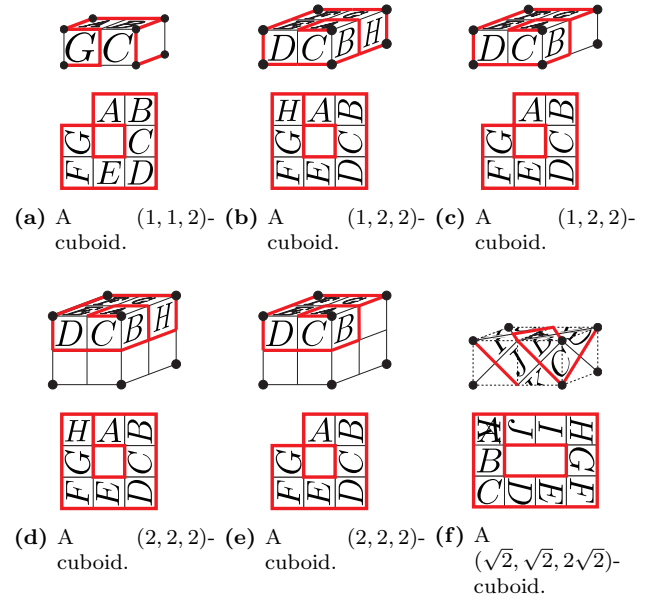 G C
D C B H
D C B
A B
G C
F E D
H A B
G C
F E D
A B
G C
F E D
(a) A (1, 1, 2)- (b) A (1, 2, 2)- (c) A (1, 2, 2)-
cuboid. cuboid. cuboid.
D C B H
D C B
J C
H A B
G C
F E D
A B
G C
F E D
A J I H
B G
C D E F
(d) A (2, 2, 2)- (e) A (2, 2, 2)- (f) A
cuboid. cuboid. (√2, √2, 2√2)-
cuboid.